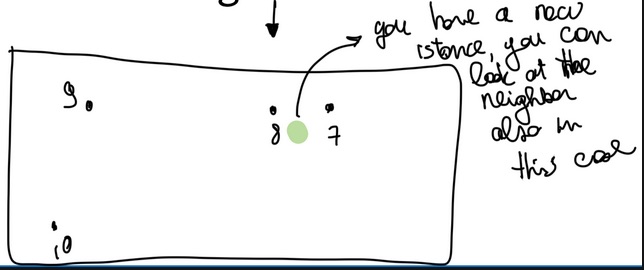 you have a new
istance, you can
look at the
neighbor
also in
this case
9
8
7
10